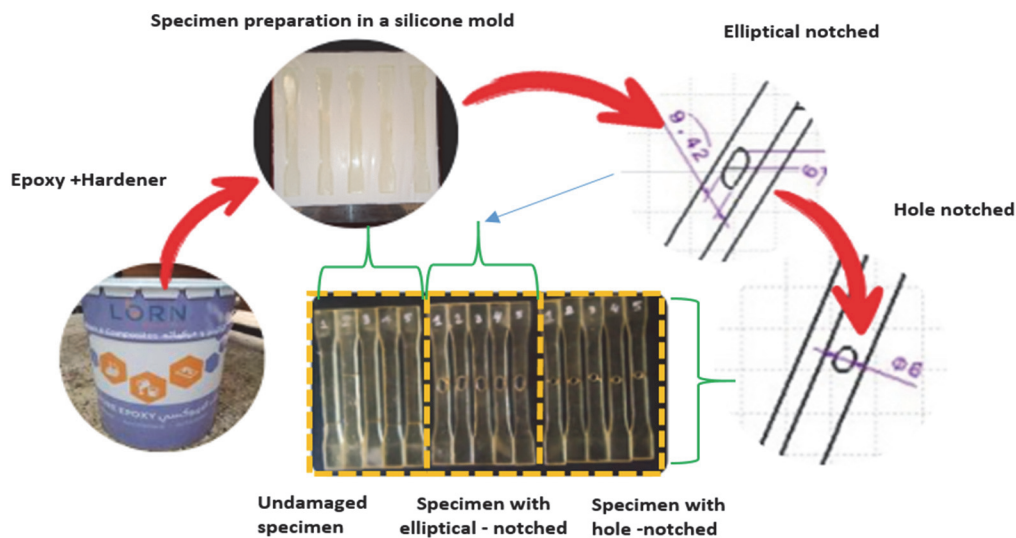 Specimen preparation in a silicone mold
Elliptical notched
9.42
6
Epoxy +Hardener
Hole notched
LORN
Φ6
EPOXY
1 2 3 4 5
1 2 3 4 5
1 2 3 4 5
Undamaged
specimen
Specimen with
elliptical - notched
Specimen with
hole -notched